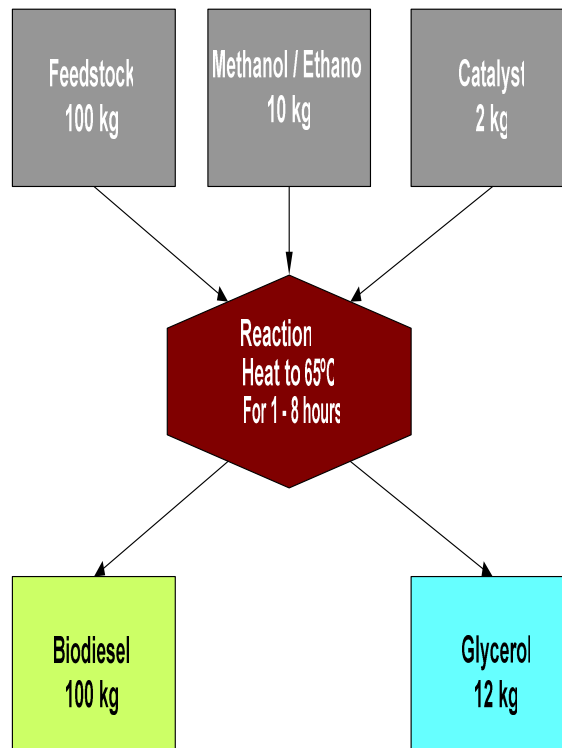 Feedstock
100 kg
Methanol / Ethano
10 kg
Catalyst
2 kg
Reaction
Heat to 65ºC
For 1 - 8 hours
Biodiesel
100 kg
Glycerol
12 kg